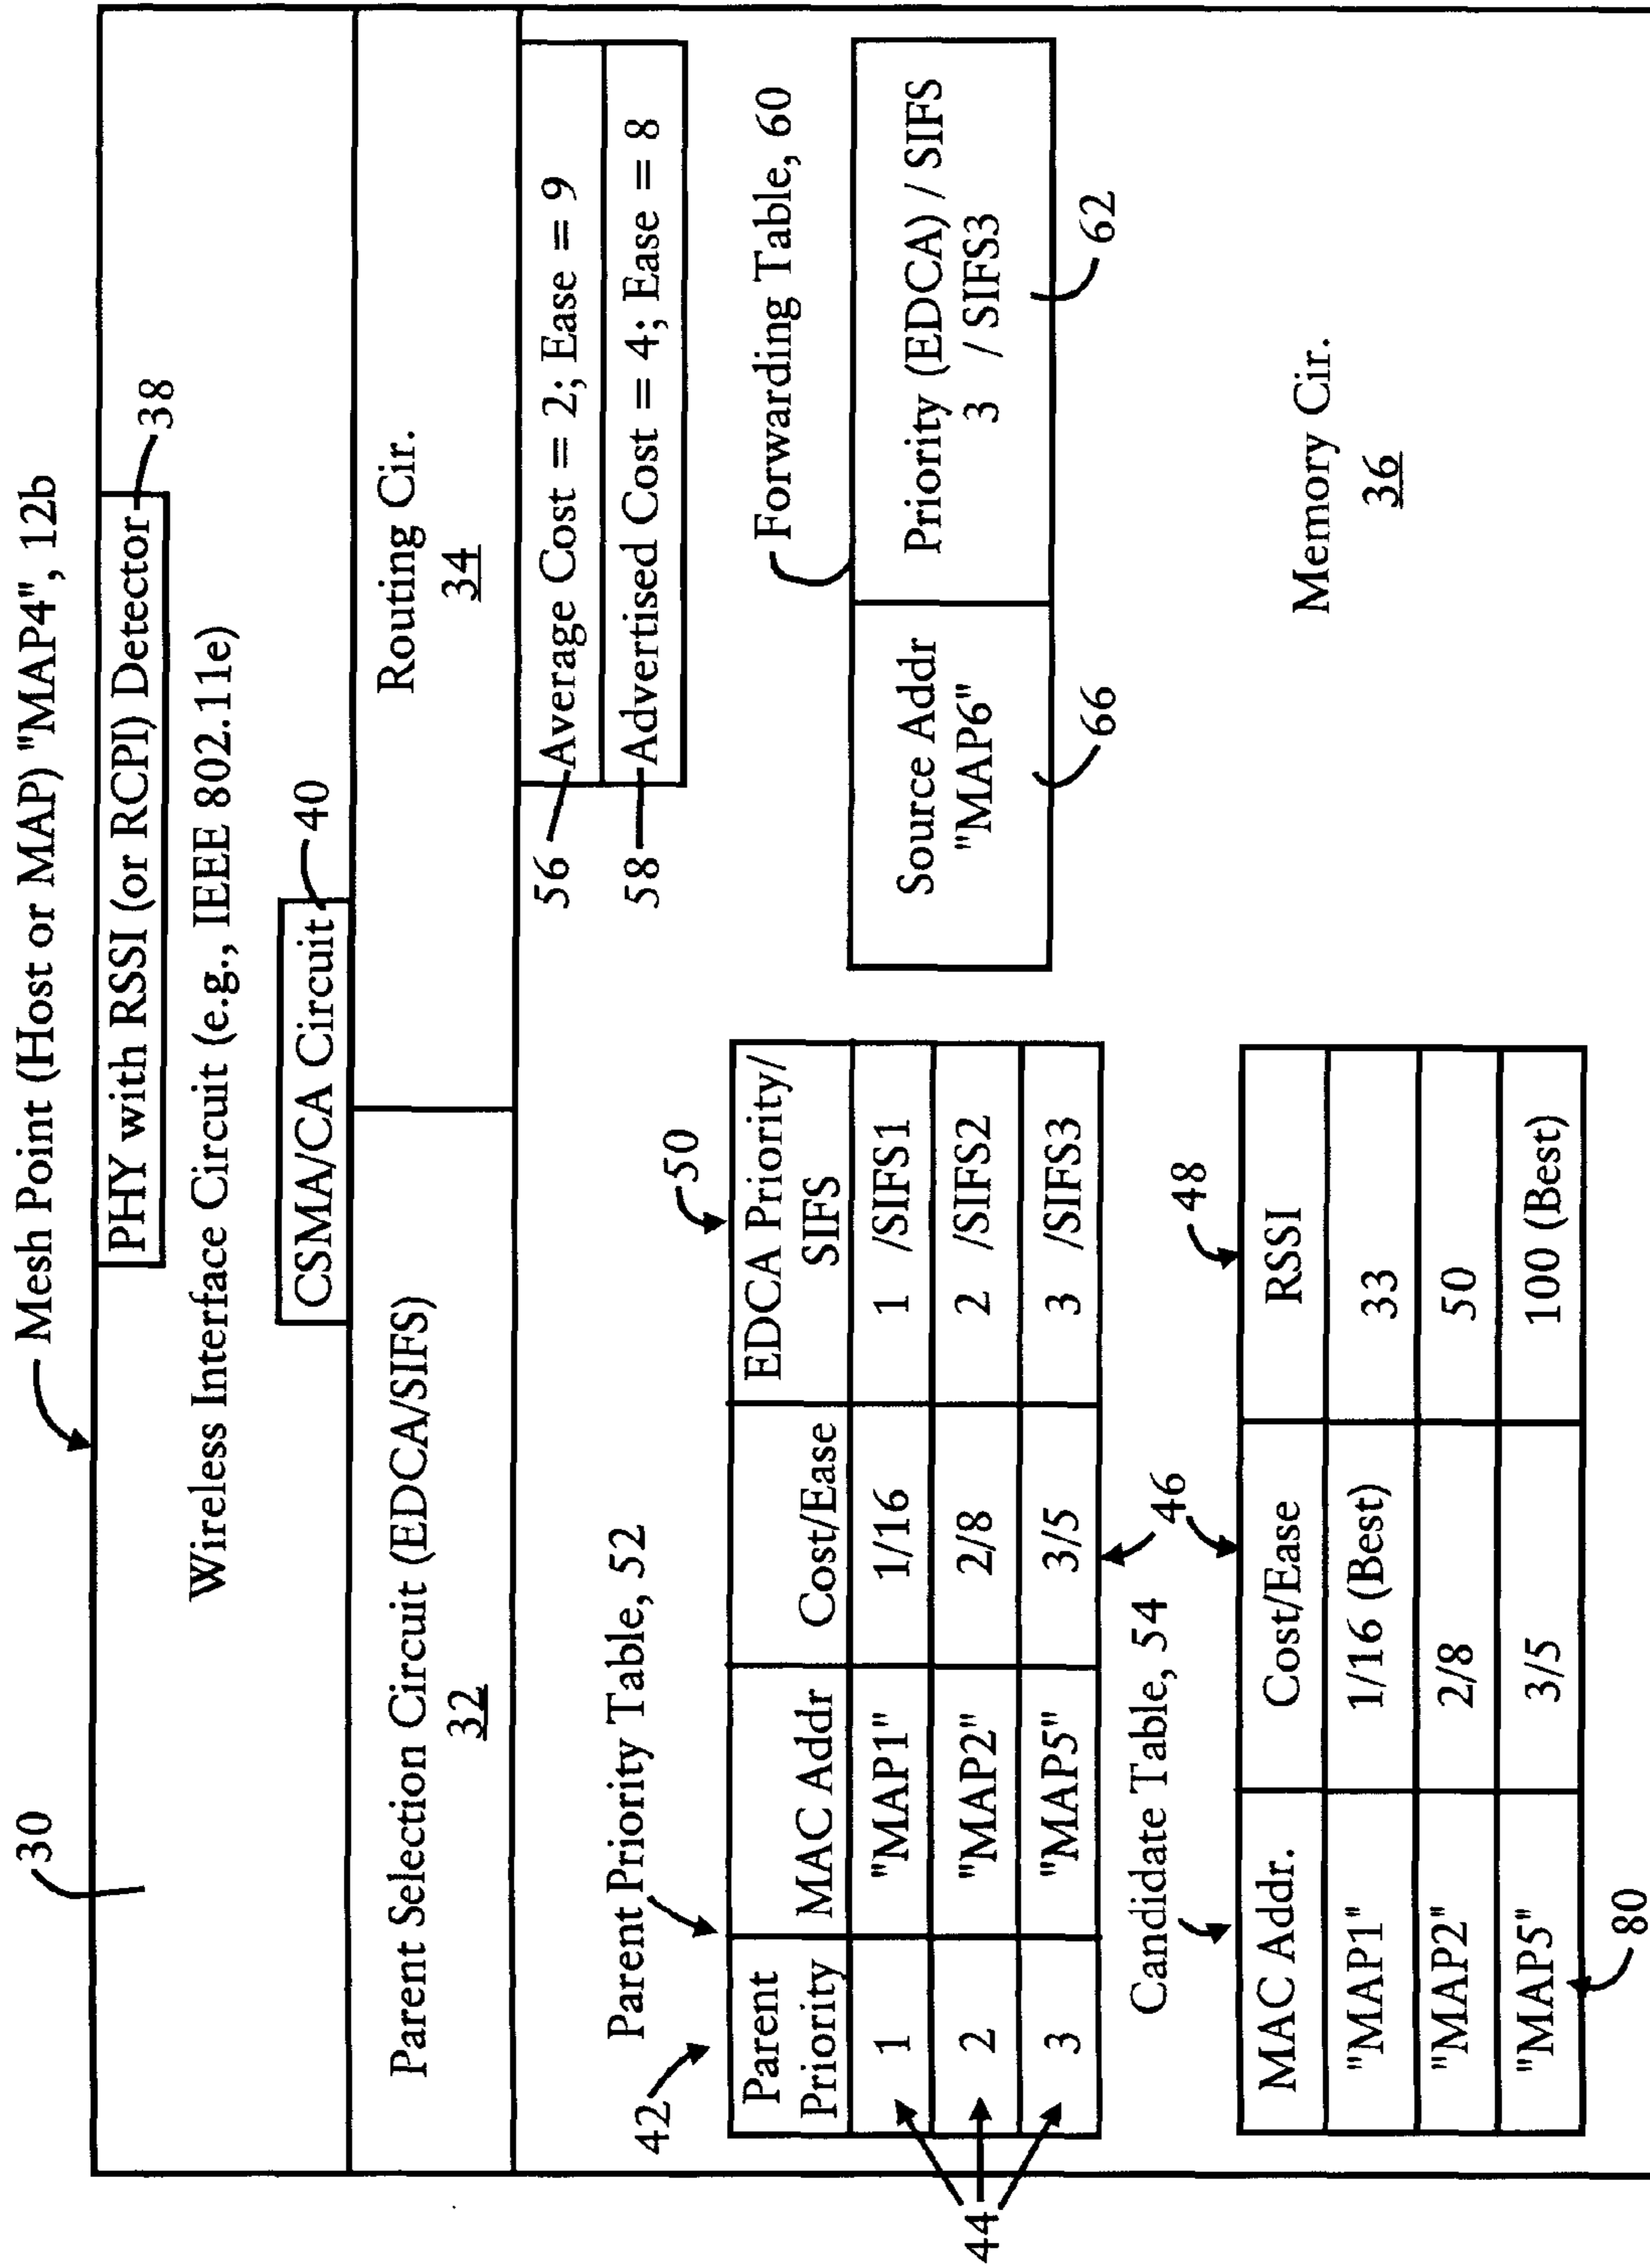 Mesh Point (Host or MAP) "MAP4", 12b
30
PHY with RSSI (or RCPI) Detector
38
Wireless Interface Circuit (e.g., IEEE 802.11e)
CSMA/CA Circuit
40
Parent Selection Circuit (EDCA/SIFS)
32
Routing Cir.
34
56
Average Cost = 2; Ease = 9
58
Advertised Cost = 4; Ease = 8
Parent Priority Table, 52
42
50
Parent Priority
MAC Addr
Cost/Ease
EDCA Priority/ SIFS
1
"MAP1"
1/16
1 /SIFS1
2
"MAP2"
2/8
2 /SIFS2
3
"MAP5"
3/5
3 /SIFS3
44
Forwarding Table, 60
Source Addr
"MAP6"
Priority (EDCA) / SIFS
3 / SIFS3
66
62
Candidate Table, 54
46
48
MAC Addr.
Cost/Ease
RSSI
"MAP1"
1/16 (Best)
33
"MAP2"
2/8
50
"MAP5"
3/5
100 (Best)
80
Memory Cir.
36